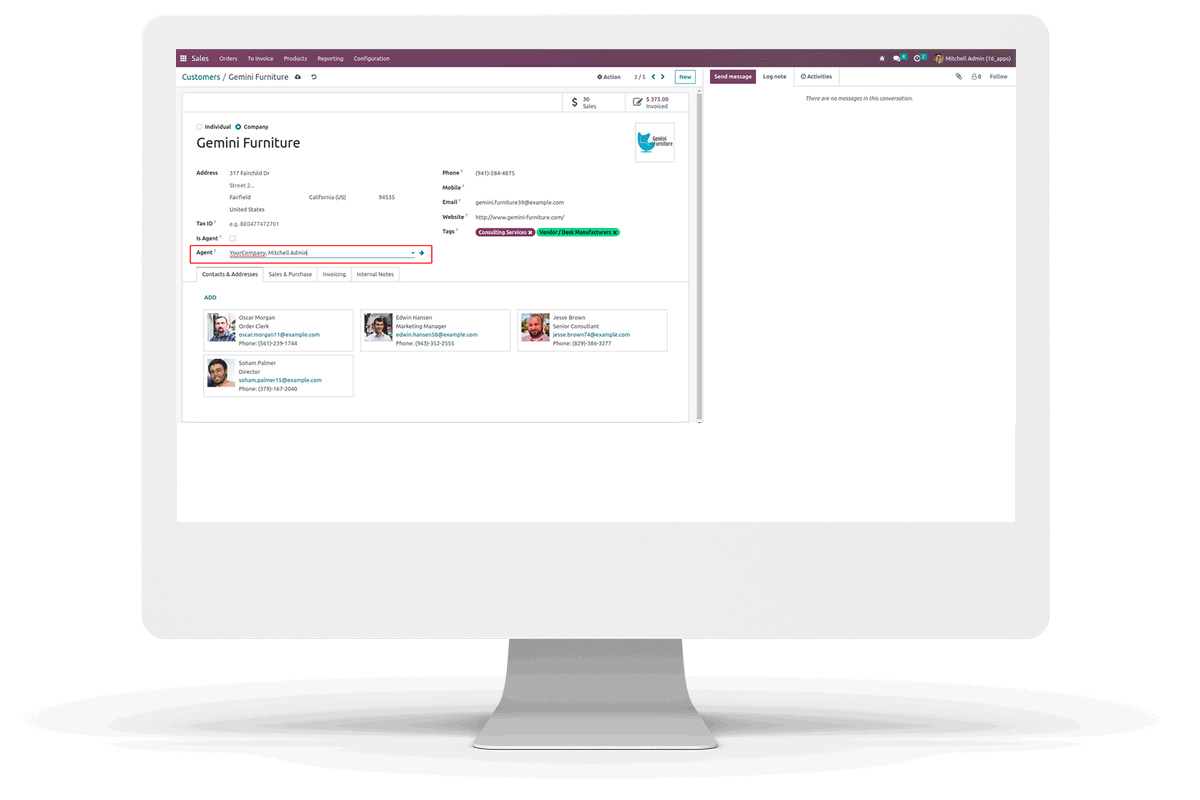 Sales Orders To Invoice Products Reporting Configuration 4 2 Mitchell Admin (16_apps)
Customers / Gemini Furniture Action 3 / 5 New Send message Log note Activities 0 Follow
There are no messages in this conversation.
$ 30 Sales
$ 375.00 Invoiced
Individual Company
Gemini Furniture
Gemini Furniture
Address 317 Fairchild Dr
Street 2...
Fairfield California (US) 94535
United States
Tax ID ? e.g. BE0477472701
Is Agent ?
Agent ? YourCompany, Mitchell Admin
Phone ? (941)-284-4875
Mobile ?
Email ? gemini.furniture39@example.com
Website ? http://www.gemini-furniture.com/
Tags ? Consulting Services × Vendor / Desk Manufacturers ×
Contacts & Addresses Sales & Purchase Invoicing Internal Notes
ADD
Oscar Morgan
Order Clerk
oscar.morgan11@example.com
Phone: (561)-239-1744
Edwin Hansen
Marketing Manager
edwin.hansen58@example.com
Phone: (943)-352-2555
Jesse Brown
Senior Consultant
jesse.brown74@example.com
Phone: (829)-386-3277
Soham Palmer
Director
soham.palmer15@example.com
Phone: (379)-167-2040